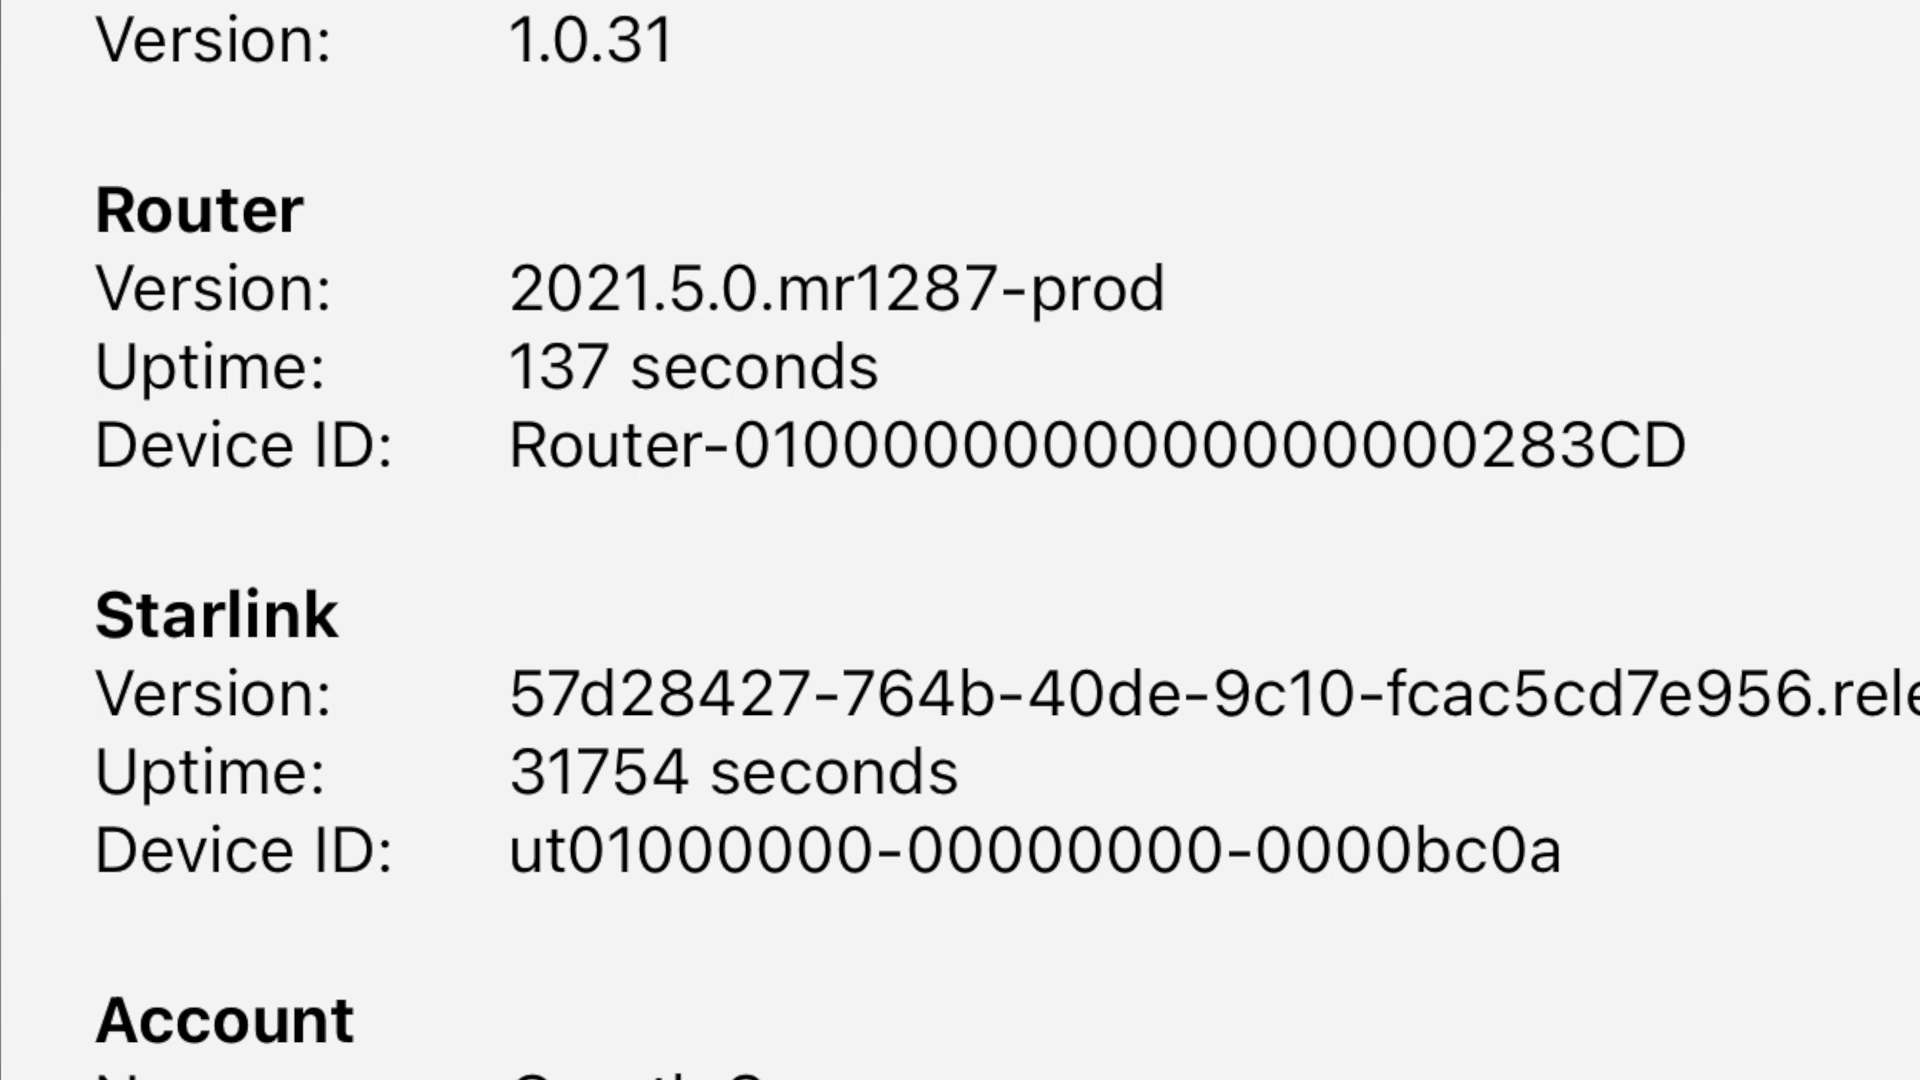 Version: 1.0.31
Router
Version: 2021.5.0.mr1287-prod
Uptime: 137 seconds
Device ID: Router-0100000000000000000283CD
Starlink
Version: 57d28427-764b-40de-9c10-fcac5cd7e956.rele
Uptime: 31754 seconds
Device ID: ut01000000-00000000-0000bc0a
Account